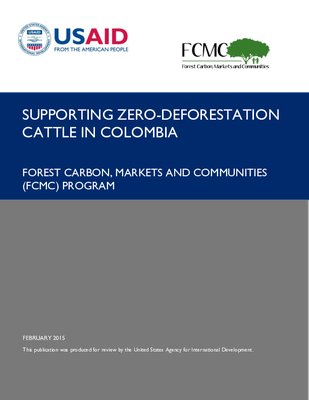 USAID
FROM THE AMERICAN PEOPLE
FCMC
Forest Carbon, Markets and Communities
SUPPORTING ZERO-DEFORESTATION
CATTLE IN COLOMBIA
FOREST CARBON, MARKETS AND COMMUNITIES
(FCMC) PROGRAM
FEBRUARY 2015
This publication was produced for review by the United States Agency for International Development.